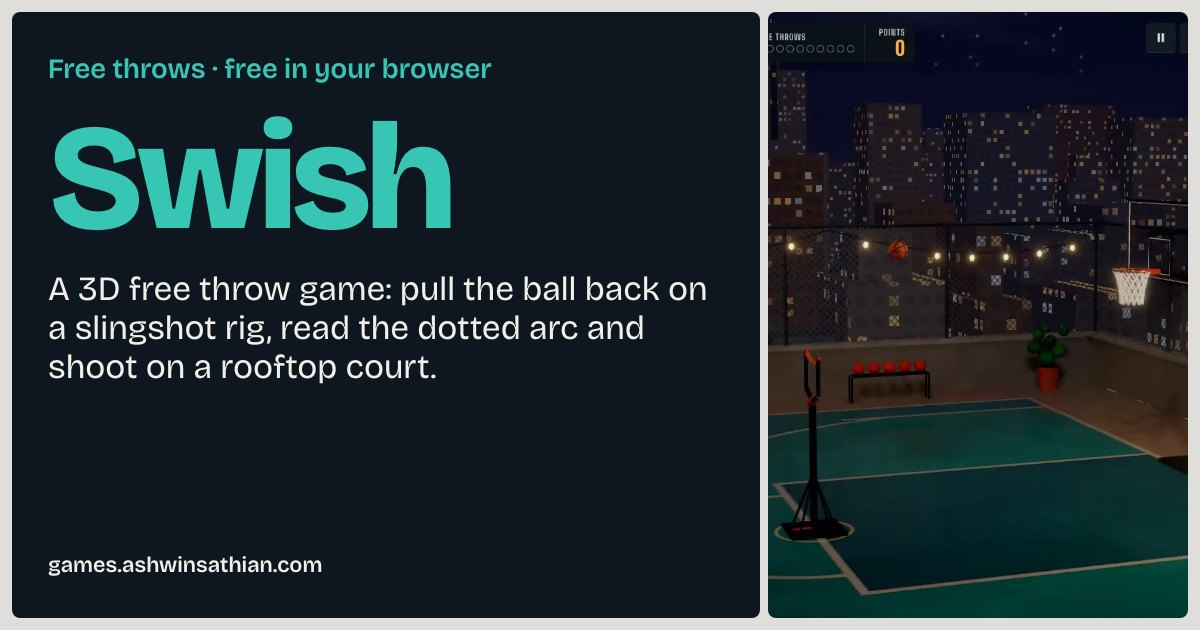 Free throws · free in your browser
Swish
A 3D free throw game: pull the ball back on
a slingshot rig, read the dotted arc and
shoot on a rooftop court.
games.ashwinsathian.com
E THROWS
POINTS
0